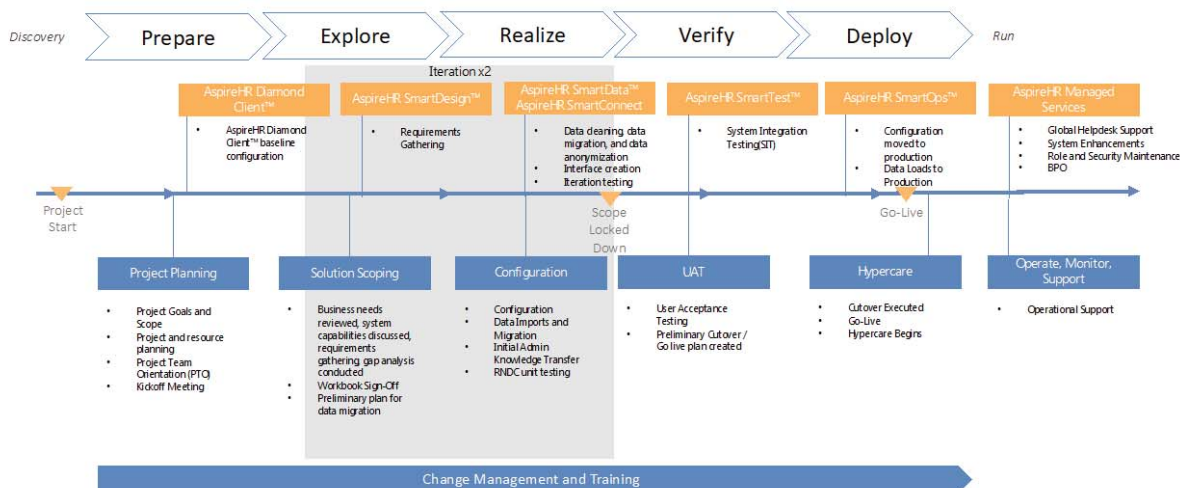 Discovery
Prepare
Explore
Realize
Verify
Deploy
Run
Iteration x2
AspireHR Diamond
Client™
• AspireHR Diamond
Client™ baseline
configuration
AspireHR SmartDesign™
• Requirements
Gathering
AspireHR SmartData™
AspireHR SmartConnect
• Data cleaning, data
migration, and data
anonymization
• Interface creation
• Iteration testing
AspireHR SmartTest™
• System Integration
Testing(SIT)
AspireHR SmartOps™
• Configuration
moved to
production
• Data Loads to
Production
AspireHR Managed
Services
• Global Helpdesk Support
• System Enhancements
• Role and Security Maintenance
• BPO
Project
Start
Scope
Locked
Down
Go-Live
Project Planning
• Project Goals and
Scope
• Project and resource
planning
• Project Team
Orientation (PTO)
• Kickoff Meeting
Solution Scoping
• Business needs
reviewed, system
capabilities discussed,
requirements
gathering, gap analysis
conducted
• Workbook Sign-Off
• Preliminary plan for
data migration
Configuration
• Configuration
• Data Imports and
Migration
• Initial Admin
Knowledge Transfer
• RNDC unit testing
UAT
• User Acceptance
Testing
• Preliminary Cutover /
Go live plan created
Hypercare
• Cutover Executed
• Go-Live
• Hypercare Begins
Operate, Monitor,
Support
• Operational Support
Change Management and Training